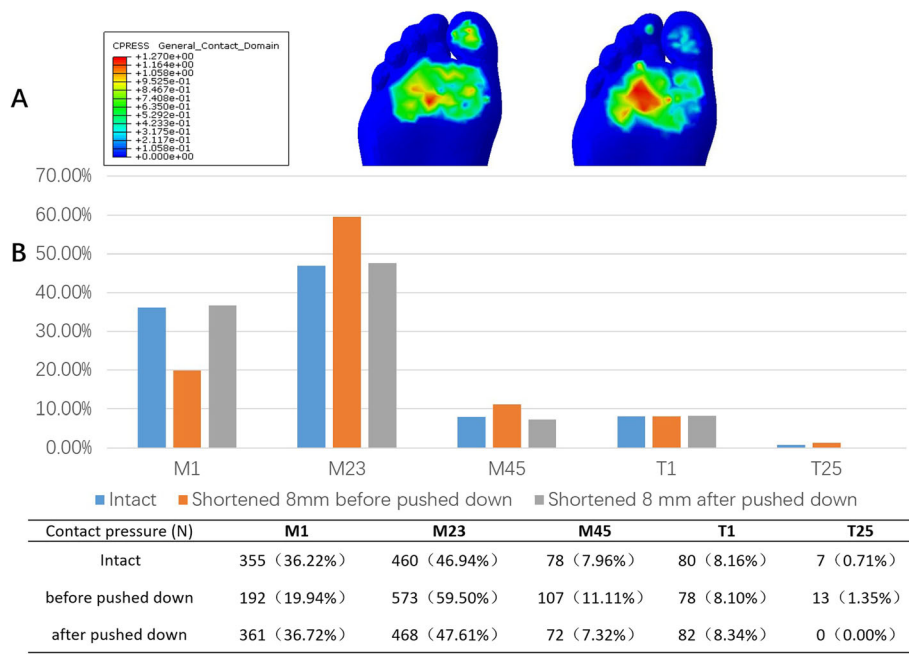 A
CPRESS General_Contact_Domain
+1.270e+00
+1.164e+00
+1.058e+00
+9.525e-01
+8.467e-01
+7.408e-01
+6.350e-01
+5.292e-01
+4.233e-01
+3.175e-01
+2.117e-01
+1.058e-01
+0.000e+00
B
70.00%
60.00%
50.00%
40.00%
30.00%
20.00%
10.00%
0.00%
M1 M23 M45 T1 T25
Intact Shortened 8mm before pushed down Shortened 8 mm after pushed down
Contact pressure (N) M1 M23 M45 T1 T25
Intact 355（36.22%） 460（46.94%） 78（7.96%） 80（8.16%） 7（0.71%）
before pushed down 192（19.94%） 573（59.50%） 107（11.11%） 78（8.10%） 13（1.35%）
after pushed down 361（36.72%） 468（47.61%） 72（7.32%） 82（8.34%） 0（0.00%）